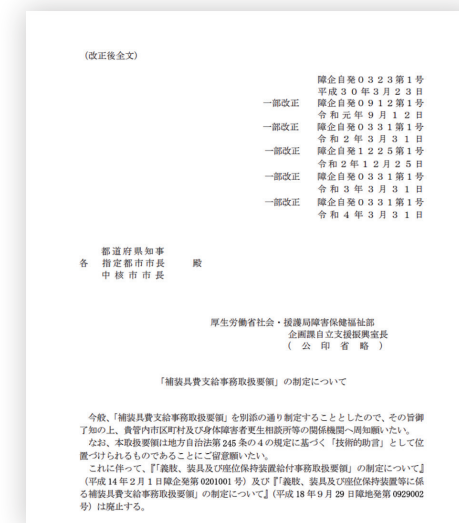 (改正後全文)
障企自発０３２３第１号
平成３０年３月２３日
一部改正 障企自発０９１２第１号
令和元年９月１２日
一部改正 障企自発０３３１第１号
令和２年３月３１日
一部改正 障企自発１２２５第１号
令和２年１２月２５日
一部改正 障企自発０３３１第１号
令和３年３月３１日
一部改正 障企自発０３３１第１号
令和４年３月３１日
都道府県知事
各 指定都市市長 殿
中核市市長
厚生労働省社会・援護局障害保健福祉部
企画課自立支援振興室長
(公印省略)
「補装具費支給事務取扱要領」の制定について
今般、「補装具費支給事務取扱要領」を別添の通り制定することとしたので、その旨御
了知の上、貴管内市区町村及び身体障害者更生相談所等の関係機関へ周知願いたい。
なお、本取扱要領は地方自治法第 245 条の４の規定に基づく「技術的助言」として位
置づけられるものであることにご留意願いたい。
これに伴って、『「義肢、装具及び座位保持装置給付事務取扱要領」の制定について』
(平成 14 年２月１日障企発第 0201001 号) 及び『「義肢、装具及び座位保持装置等に係
る補装具費支給事務取扱要領」の制定について』(平成 18 年９月 29 日障地発第 0929002
号) は廃止する。